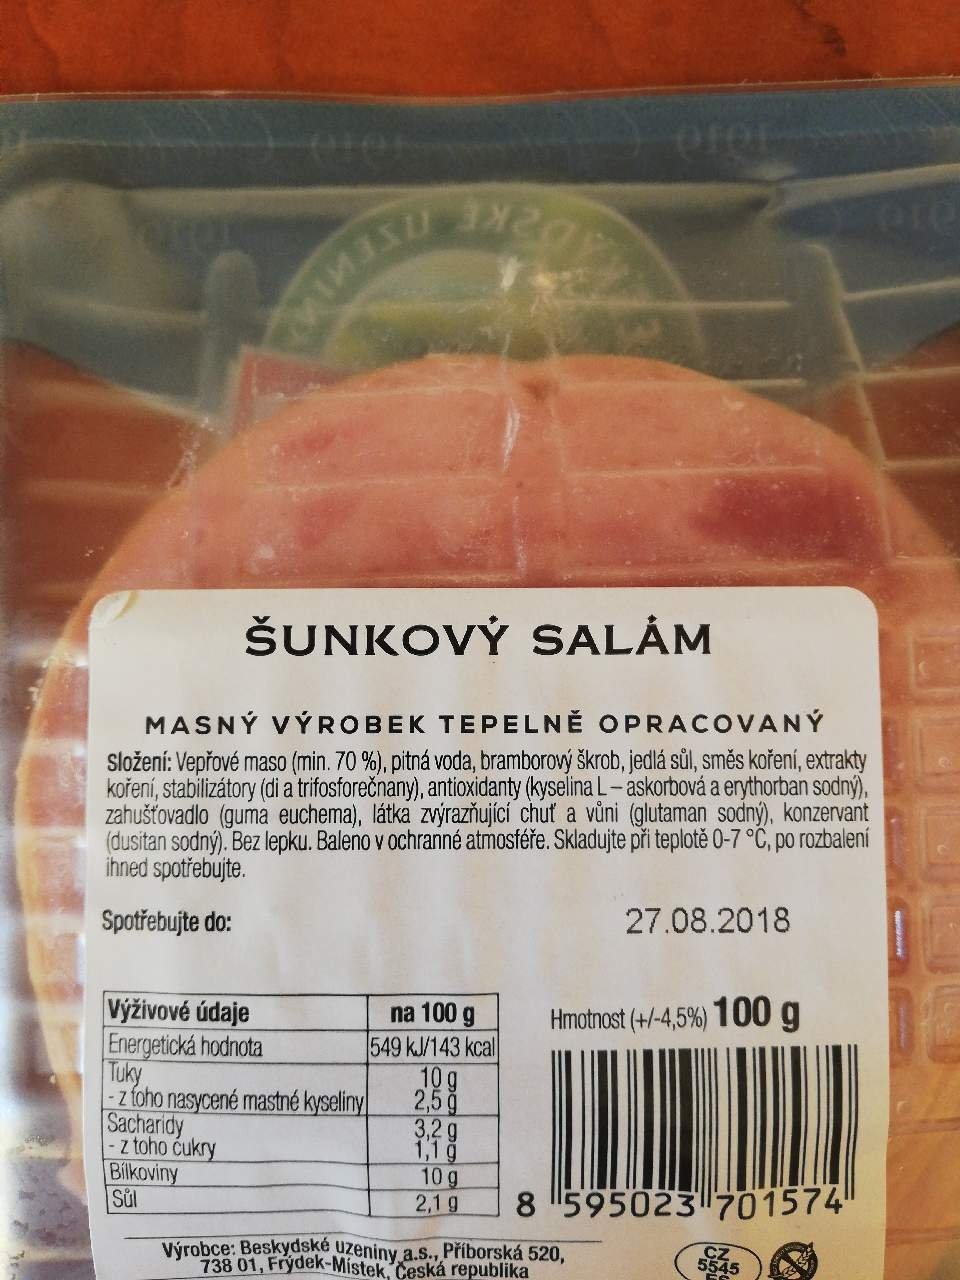 ŠUNKOVÝ SALÁM
MASNÝ VÝROBEK TEPELNĚ OPRACOVANÝ
Složení: Vepřové maso (min. 70 %), pitná voda, bramborový škrob, jedlá sůl, směs koření, extrakty
koření, stabilizátory (di a trifosforečnany), antioxidanty (kyselina L – askorbová a erythorban sodný),
zahušťovadlo (guma euchema), látka zvýrazňující chuť a vůni (glutaman sodný), konzervant
(dusitan sodný). Bez lepku. Baleno v ochranné atmosféře. Skladujte při teplotě 0-7 °C, po rozbalení
ihned spotřebujte.
Spotřebujte do: 27.08.2018
Výživové údaje na 100 g
Energetická hodnota 549 kJ/143 kcal
Tuky 10 g
- z toho nasycené mastné kyseliny 2,5 g
Sacharidy 3,2 g
- z toho cukry 1,1 g
Bílkoviny 10 g
Sůl 2,1 g
Hmotnost (+/-4,5%) 100 g
8 595023 701574
Výrobce: Beskydské uzeniny a.s., Příborská 520,
738 01, Frýdek-Místek, Česká republika
CZ
5545
ES